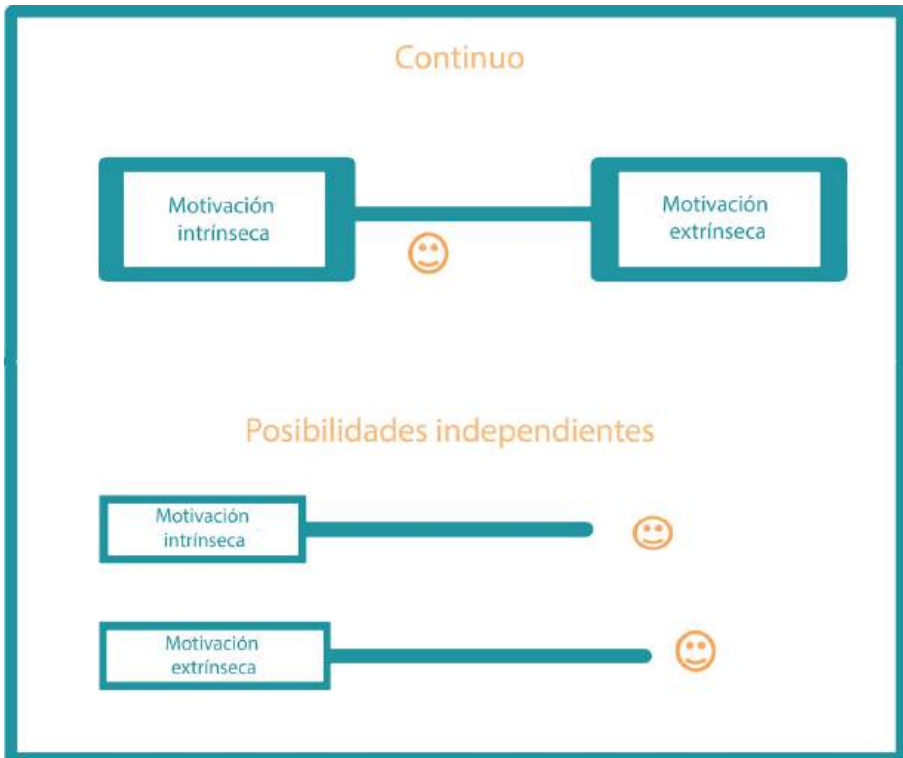 Continuo
Motivación
intrínseca
Motivación
extrínseca
Posibilidades independientes
Motivación
intrínseca
Motivación
extrínseca